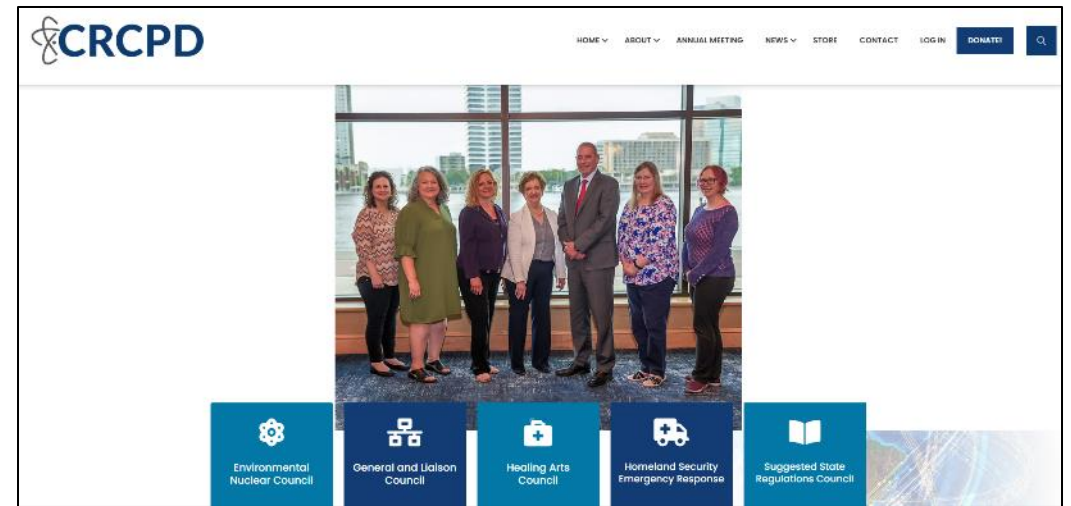 CRCPD
HOME
ABOUT
ANNUAL MEETING
NEWS
STORE
CONTACT
LOG IN
DONATE!
Environmental
Nuclear Council
General and Liaison
Council
Healing Arts
Council
Homeland Security
Emergency Response
Suggested State
Regulations Council